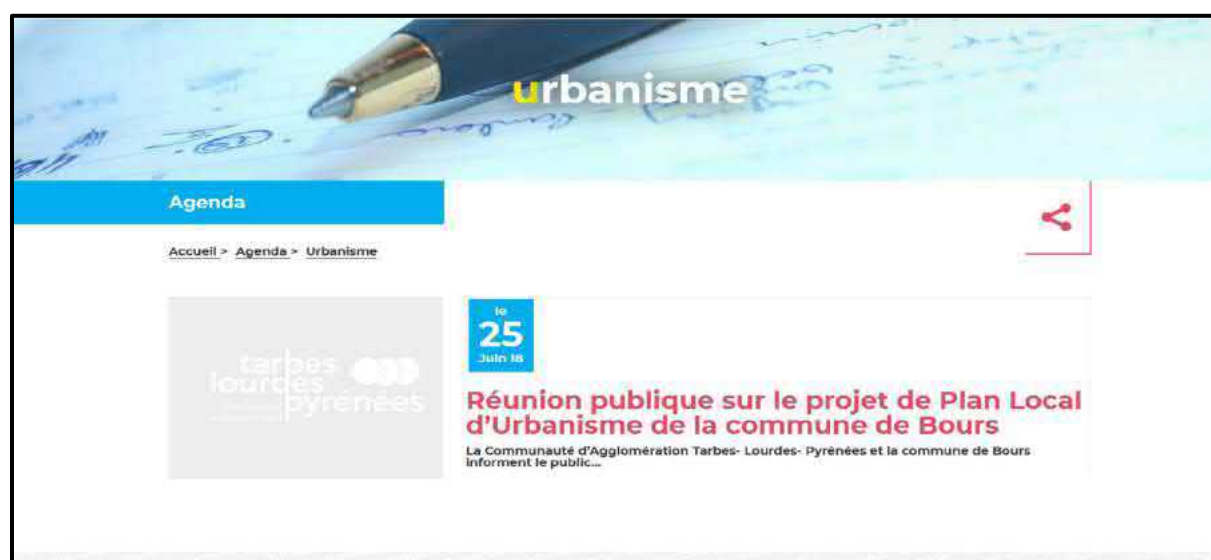 urbanisme
Agenda
Accueil > Agenda > Urbanisme
tarbes
lourdes
pyrénées
le
25
Juin 18
Réunion publique sur le projet de Plan Local
d'Urbanisme de la commune de Bours
La Communauté d'Agglomération Tarbes- Lourdes- Pyrénées et la commune de Bours
informent le public...